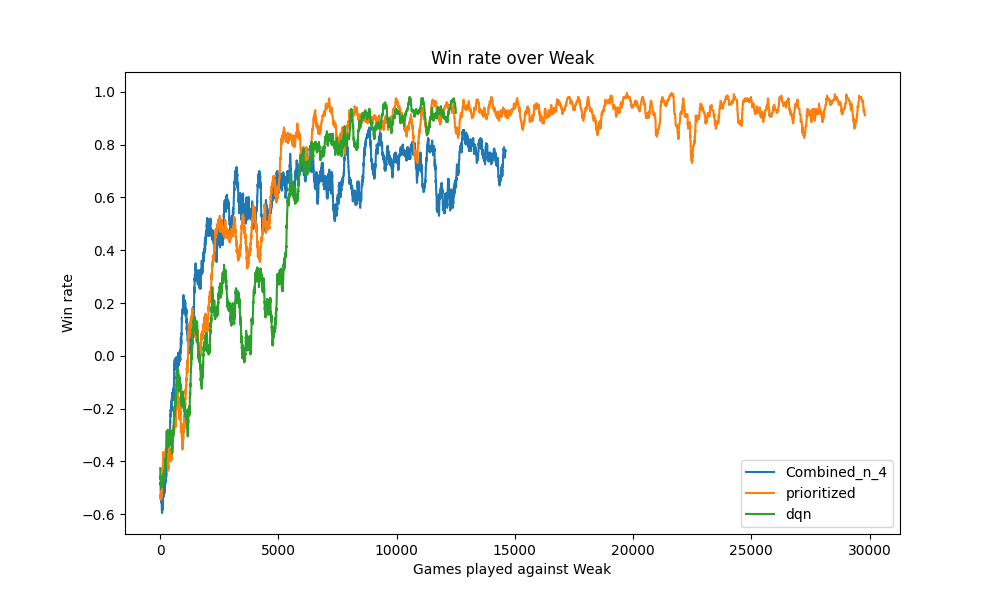 Win rate over Weak
Win rate
1.0
0.8
0.6
0.4
0.2
0.0
−0.2
−0.4
−0.6
Combined_n_4
prioritized
dqn
0
5000
10000
15000
20000
25000
30000
Games played against Weak